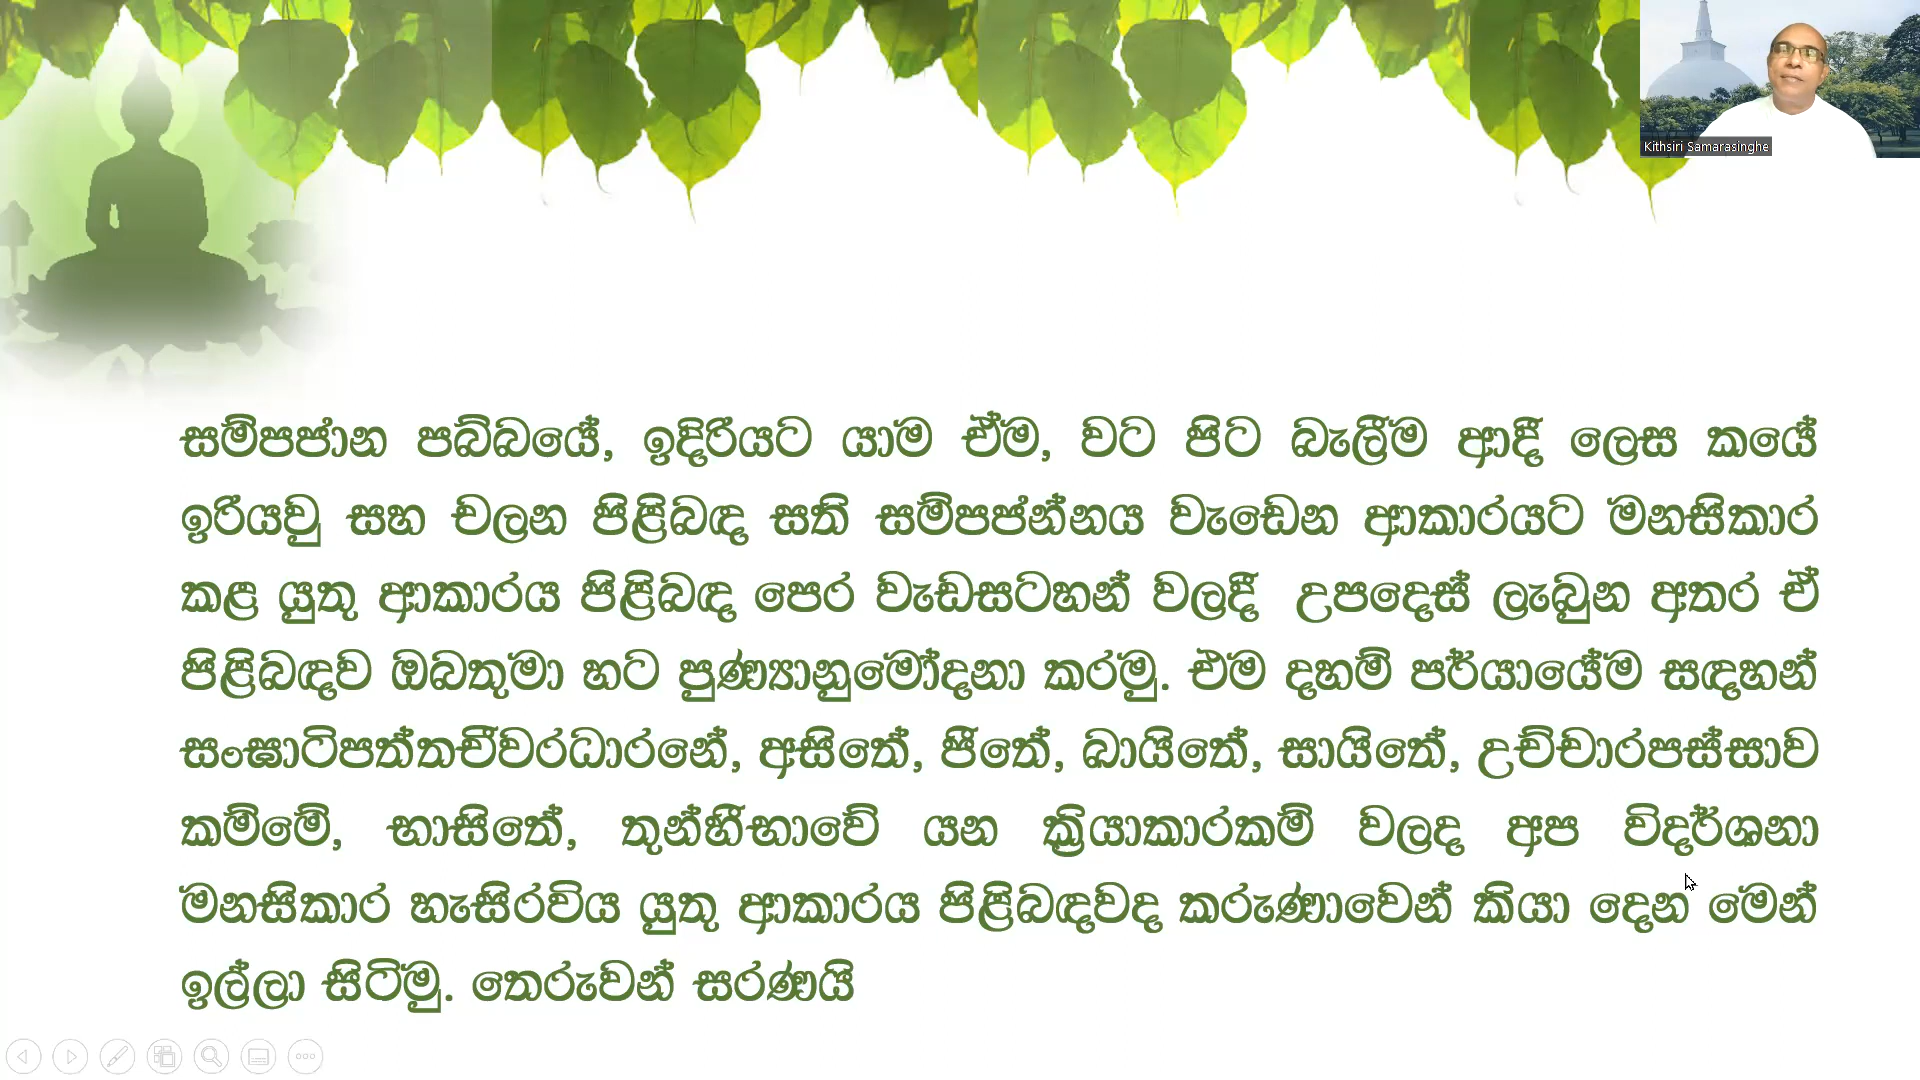 Kithsiri Samarasinghe
සම්පජාන පබ්බයේ, ඉදිරියට යාම ඒම, වට පිට බැලීම ආදී ලෙස කයේ
ඉරියවු සහ චලන පිළිබඳ සති සම්පජන්නය වැඩෙන ආකාරයට මනසිකාර
කළ යුතු ආකාරය පිළිබඳ පෙර වැඩසටහන් වලදී උපදෙස් ලැබුන අතර ඒ
පිළිබඳව ඔබතුමා හට පුණ්‍යානුමෝදනා කරමු. එම දහම් පර්යායේම සඳහන්
සංඝාටිපත්තචීවරධාරනේ, අසිතේ, පීතේ, ඛායිතේ, සායිතේ, උච්චාරපස්සාව
කම්මේ, භාසිතේ, තුන්හීභාවේ යන ක්‍රියාකාරකම් වලද අප විදර්ශනා
මනසිකාර හැසිරවිය යුතු ආකාරය පිළිබඳවද කරුණාවෙන් කියා දෙන මෙන්
ඉල්ලා සිටිමු. තෙරුවන් සරණයි